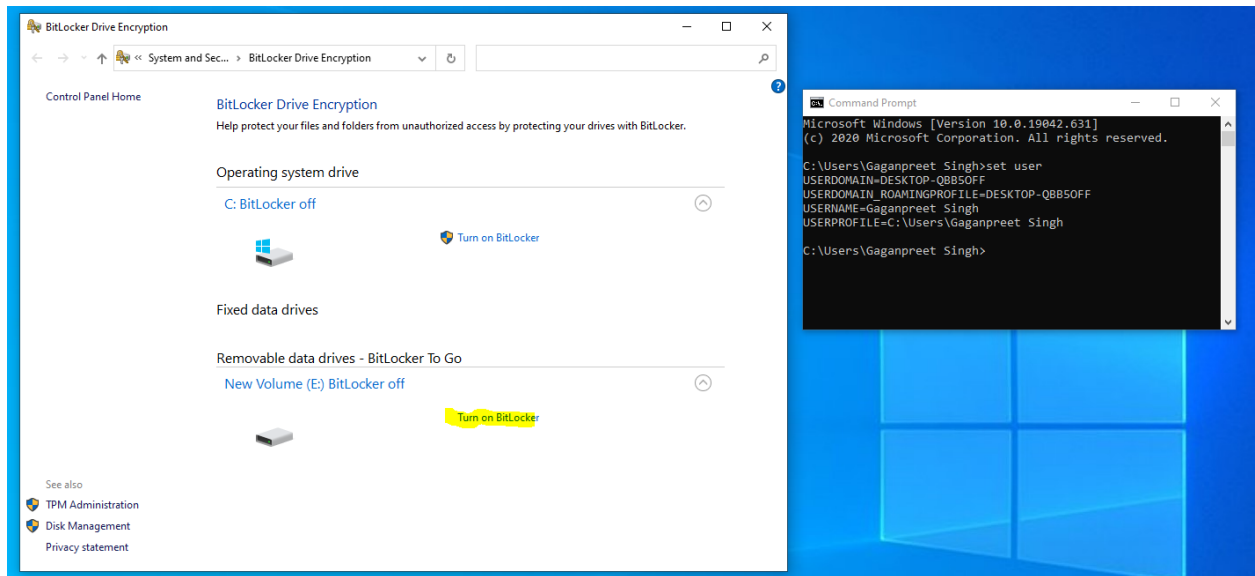 BitLocker Drive Encryption
« System and Sec... › BitLocker Drive Encryption
Control Panel Home
BitLocker Drive Encryption
Help protect your files and folders from unauthorized access by protecting your drives with BitLocker.
Operating system drive
C: BitLocker off
Turn on BitLocker
Fixed data drives
Removable data drives - BitLocker To Go
New Volume (E:) BitLocker off
Turn on BitLocker
See also
TPM Administration
Disk Management
Privacy statement
Command Prompt
Microsoft Windows [Version 10.0.19042.631]
(c) 2020 Microsoft Corporation. All rights reserved.
C:\Users\Gaganpreet Singh>set user
USERDOMAIN=DESKTOP-QBB5OFF
USERDOMAIN_ROAMINGPROFILE=DESKTOP-QBB5OFF
USERNAME=Gaganpreet Singh
USERPROFILE=C:\Users\Gaganpreet Singh
C:\Users\Gaganpreet Singh>